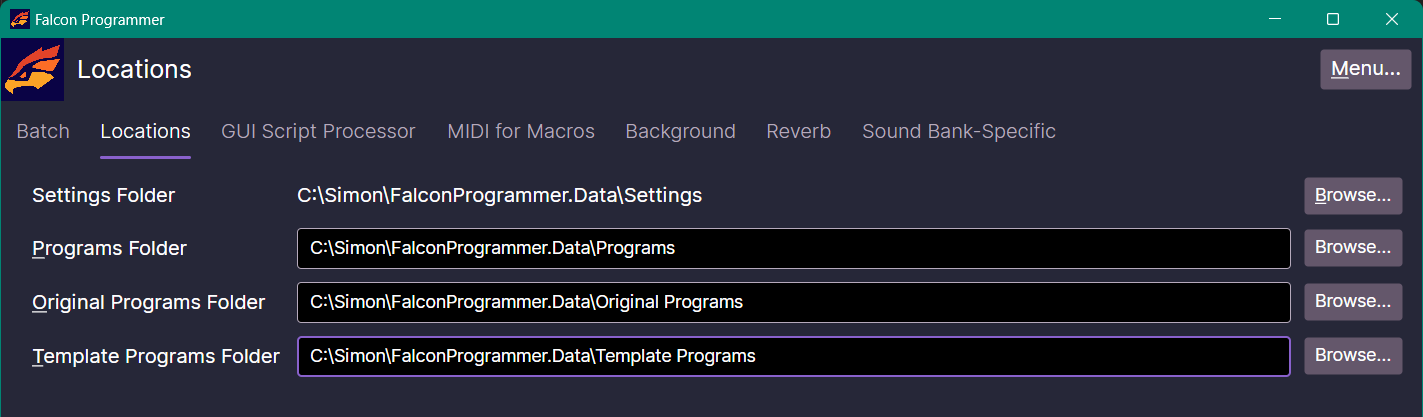 Falcon Programmer
Locations
Menu...
Batch Locations GUI Script Processor MIDI for Macros Background Reverb Sound Bank-Specific
Settings Folder C:\Simon\FalconProgrammer.Data\Settings Browse...
Programs Folder C:\Simon\FalconProgrammer.Data\Programs Browse...
Original Programs Folder C:\Simon\FalconProgrammer.Data\Original Programs Browse...
Template Programs Folder C:\Simon\FalconProgrammer.Data\Template Programs Browse...